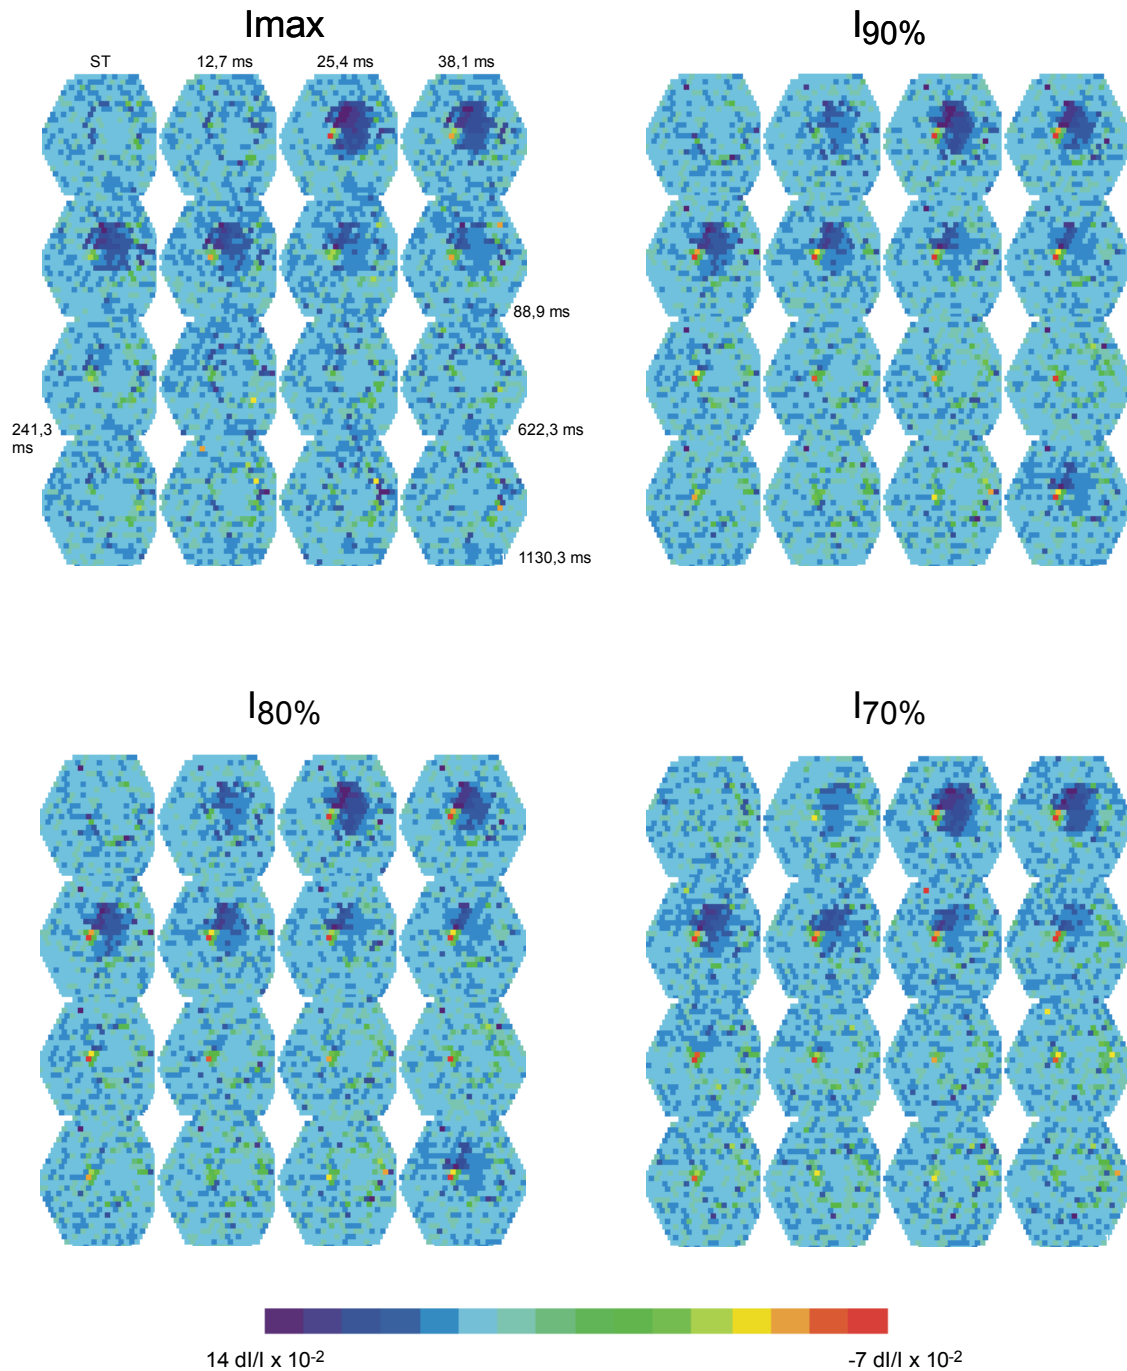 Imax
I90%
ST
12,7 ms
25,4 ms
38,1 ms
88,9 ms
241,3
ms
622,3 ms
1130,3 ms
I80%
I70%
14 dI/I x 10-2
-7 dI/I x 10-2